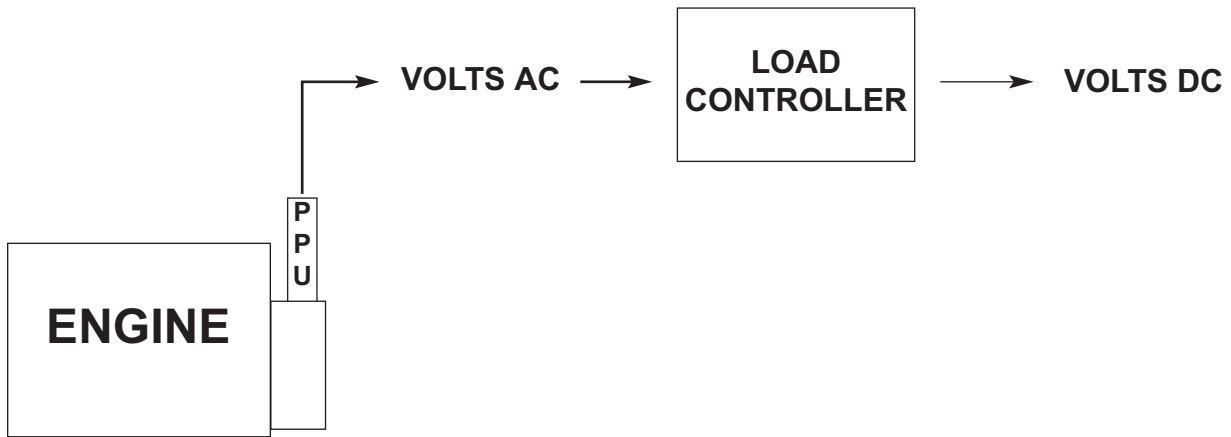 VOLTS AC
LOAD
CONTROLLER
VOLTS DC
P
P
U
ENGINE